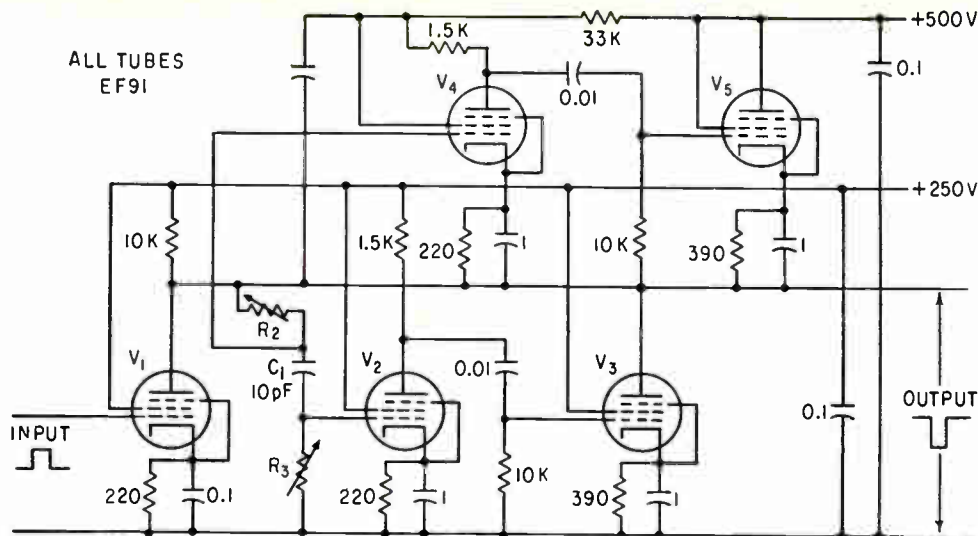 ALL TUBES
EF91
1.5K
33K
+500V
0.1
V4
0.01
V5
+250V
10K
1.5K
220
1
10K
390
1
R2
V1
C1
10pF
V2
0.01
V3
0.1
OUTPUT
INPUT
R3
10K
220
0.1
220
1
390
1